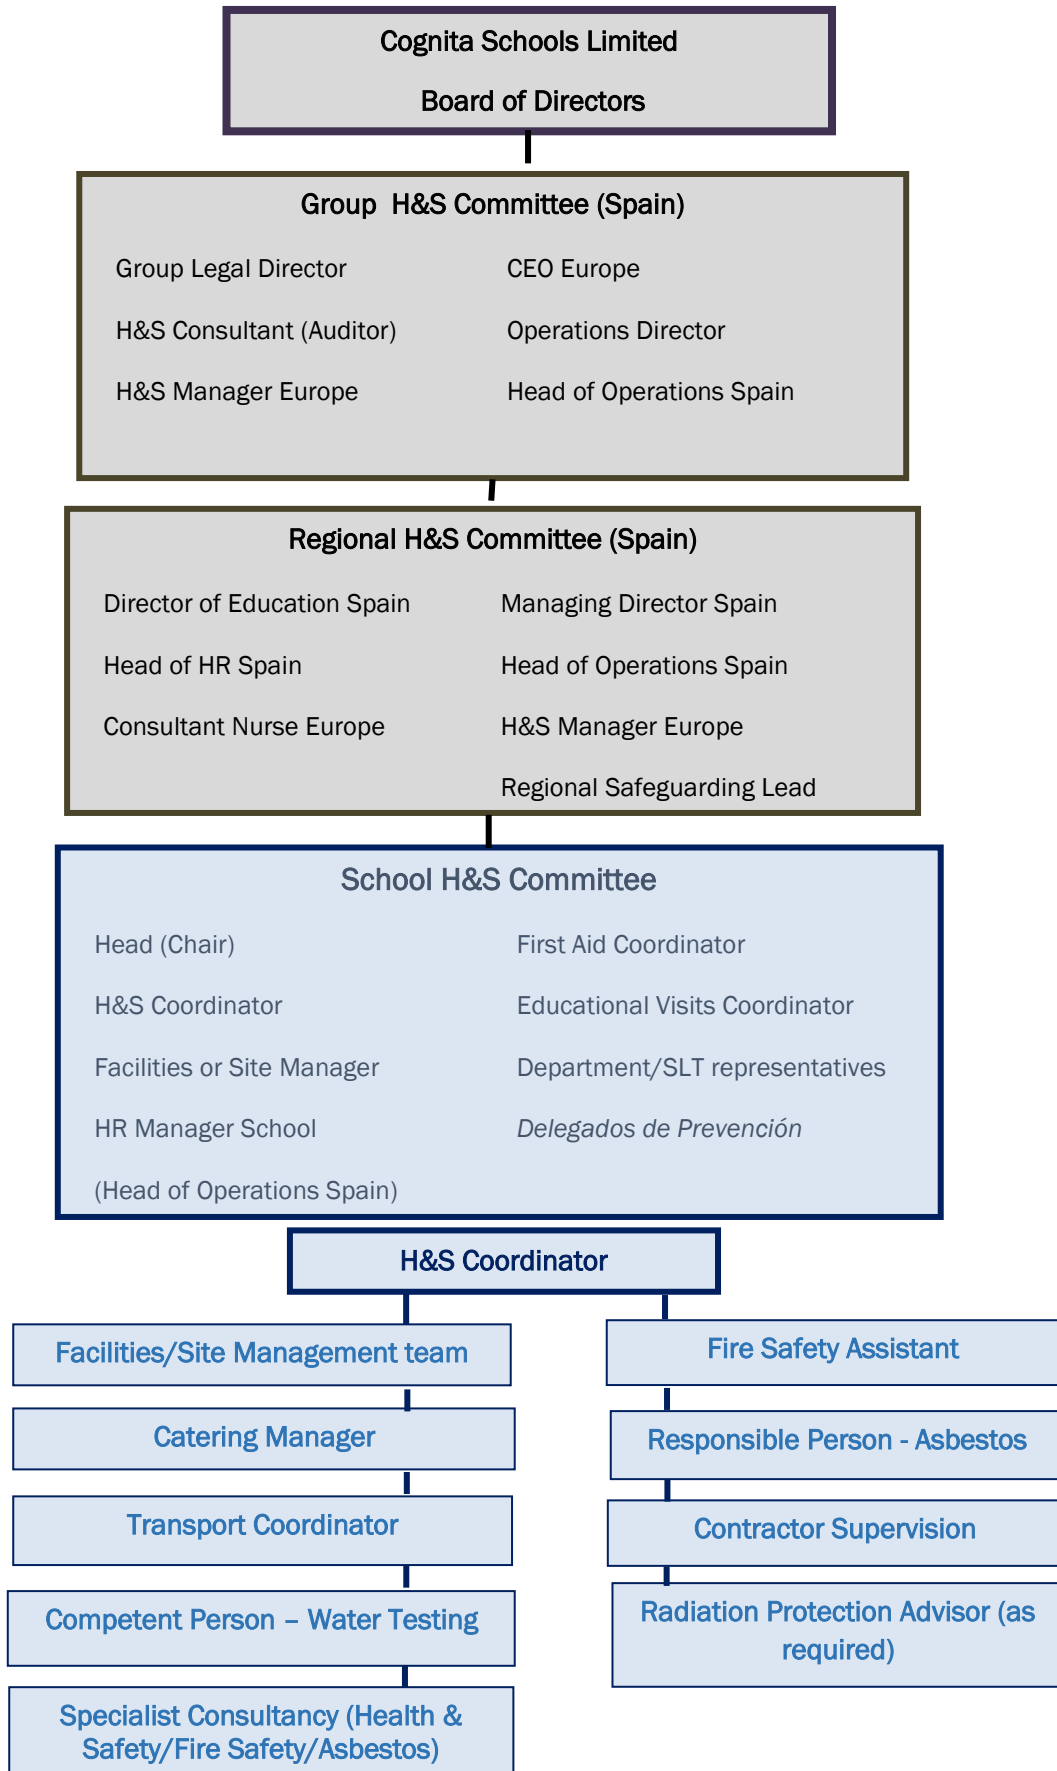 Cognita Schools Limited
Board of Directors
Group H&S Committee (Spain)
Group Legal Director
CEO Europe
H&S Consultant (Auditor)
Operations Director
H&S Manager Europe
Head of Operations Spain
Regional H&S Committee (Spain)
Director of Education Spain
Managing Director Spain
Head of HR Spain
Head of Operations Spain
Consultant Nurse Europe
H&S Manager Europe
Regional Safeguarding Lead
School H&S Committee
Head (Chair)
First Aid Coordinator
H&S Coordinator
Educational Visits Coordinator
Facilities or Site Manager
Department/SLT representatives
HR Manager School
Delegados de Prevención
(Head of Operations Spain)
H&S Coordinator
Facilities/Site Management team
Fire Safety Assistant
Catering Manager
Responsible Person - Asbestos
Transport Coordinator
Contractor Supervision
Competent Person – Water Testing
Radiation Protection Advisor (as
required)
Specialist Consultancy (Health &
Safety/Fire Safety/Asbestos)